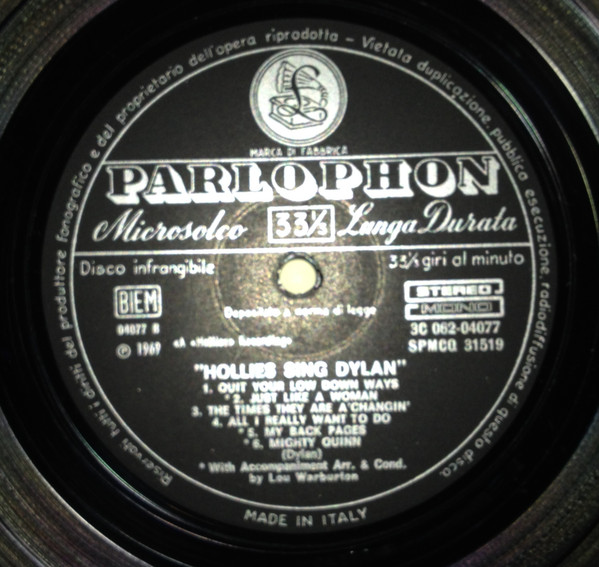 Riservati tutti i diritti del produttore fonografico e del proprietario dell'opera riprodotta – Vietata duplicazione, pubblica esecuzione, radiodiffusione di questo disco.
MARCA DI FABBRICA
PARLOPHON
Microsolco 33⅓ Lunga Durata
Disco infrangibile 33⅓ giri al minuto
BIEM
Depositato a norma di legge
STEREO
MONO
04077 B
3C 062-04077
Ⓟ 1969
«A «Hollies» Recording»
SPMCQ 31519
"HOLLIES SING DYLAN"
1. QUIT YOUR LOW DOWN WAYS
* 2. JUST LIKE A WOMAN
3. THE TIMES THEY ARE A'CHANGIN'
4. ALL I REALLY WANT TO DO
* 5. MY BACK PAGES
* 6. MIGHTY QUINN
(Dylan)
* With Accompaniment Arr. & Cond.
by Lou Warburton
MADE IN ITALY